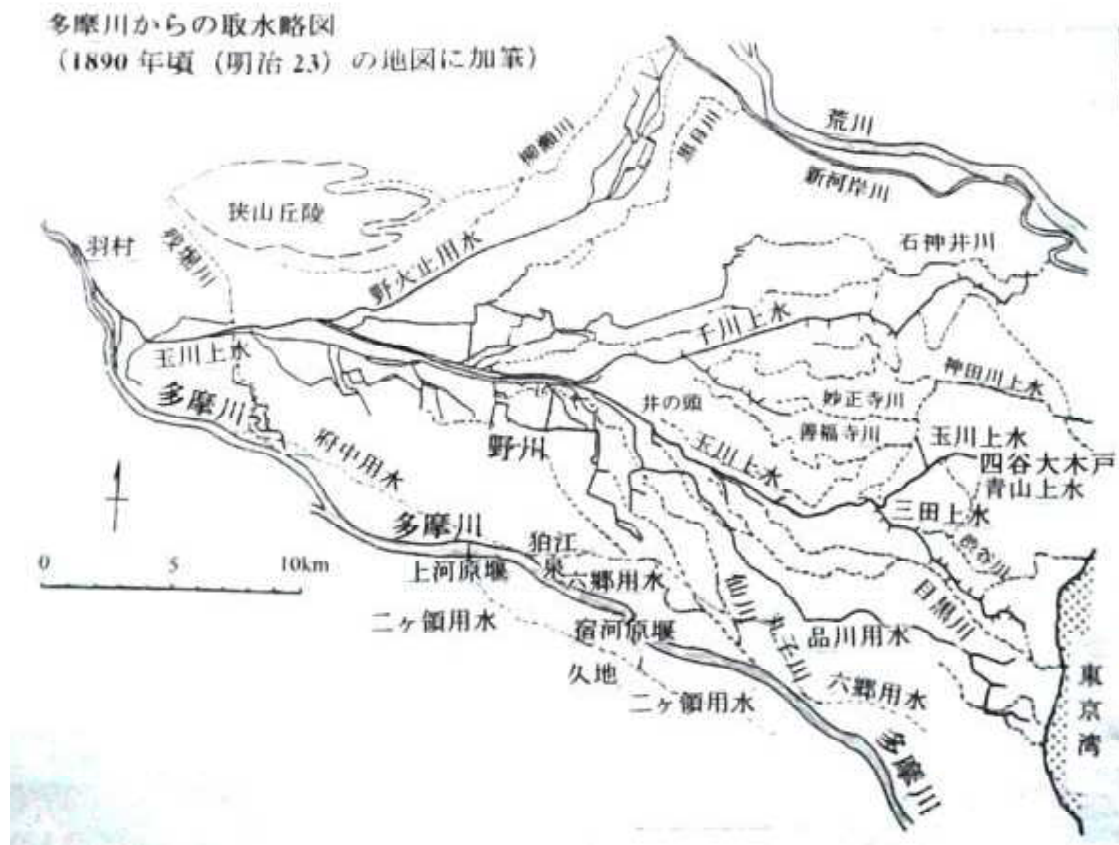 多摩川からの取水略図
(1890年頃(明治23)の地図に加筆)
荒川
新河岸川
黒目川
柳瀬川
狭山丘陵
残堀川
羽村
野火止用水
石神井川
千川上水
玉川上水
神田川上水
井の頭
妙正寺川
善福寺川
多摩川
府中用水
野川
玉川上水
玉川上水
四谷大木戸
青山上水
三田上水
渋谷川
多摩川
狛江
泉
上河原堰
六郷用水
0 5 10km
二ヶ領用水
宿河原堰
仙川
丸子川
品川用水
目黒川
久地
二ヶ領用水
六郷用水
多摩川
東京湾